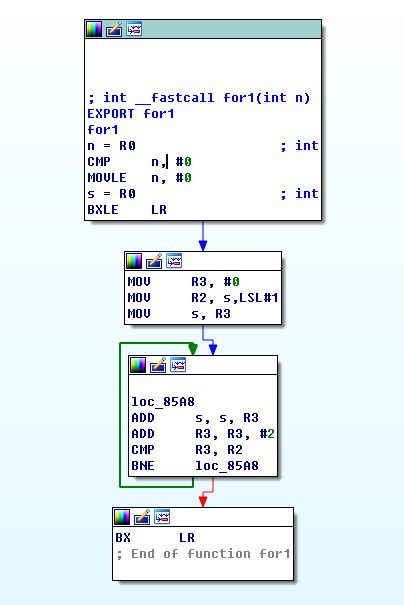 ; int __fastcall for1(int n)
EXPORT for1
for1
n = R0 ; int
CMP n, #0
MOVLE n, #0
s = R0 ; int
BXLE LR
MOV R3, #0
MOV R2, s,LSL#1
MOV s, R3
loc_85A8
ADD s, s, R3
ADD R3, R3, #2
CMP R3, R2
BNE loc_85A8
BX LR
; End of function for1